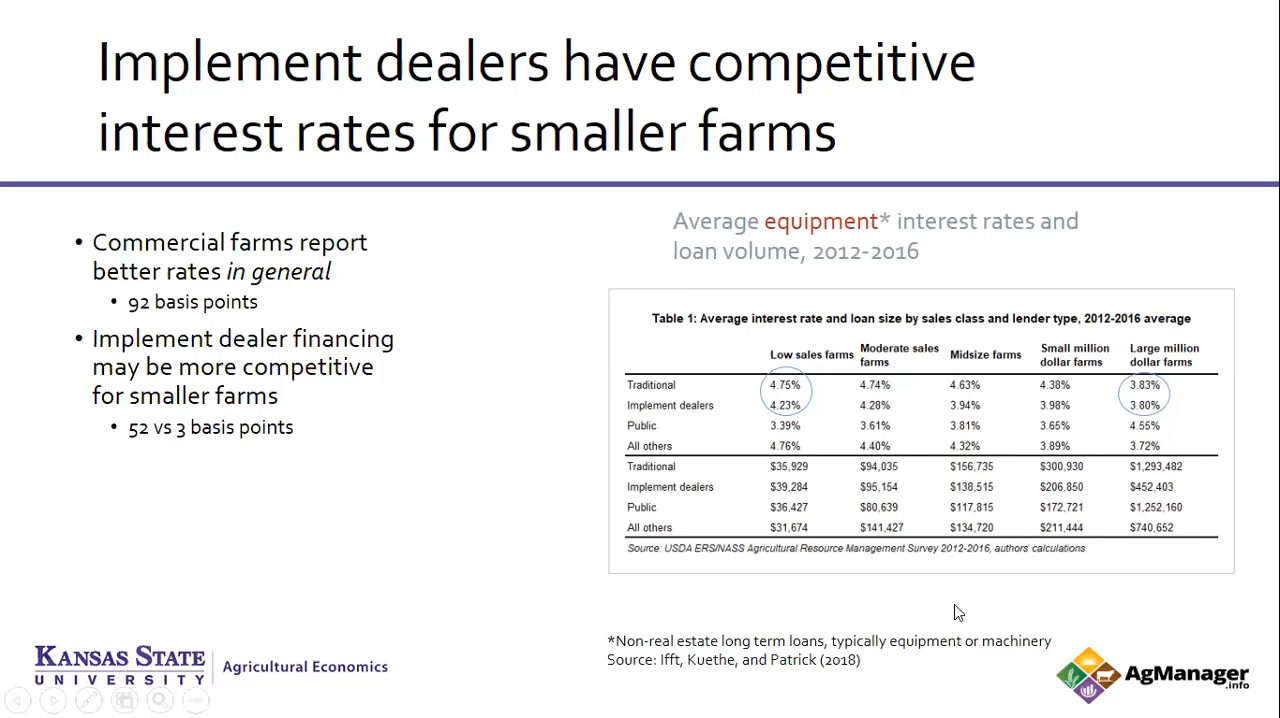 Implement dealers have competitive
interest rates for smaller farms
• Commercial farms report
better rates in general
• 92 basis points
• Implement dealer financing
may be more competitive
for smaller farms
• 52 vs 3 basis points
Average equipment* interest rates and
loan volume, 2012-2016
Table 1: Average interest rate and loan size by sales class and lender type, 2012-2016 average
Low sales farms Moderate sales farms Midsize farms Small million dollar farms Large million dollar farms
Traditional 4.75% 4.74% 4.63% 4.38% 3.83%
Implement dealers 4.23% 4.28% 3.94% 3.98% 3.80%
Public 3.39% 3.61% 3.81% 3.65% 4.55%
All others 4.76% 4.40% 4.32% 3.89% 3.72%
Traditional $35,929 $94,035 $156,735 $300,930 $1,293,482
Implement dealers $39,284 $95,154 $138,515 $206,850 $452,403
Public $36,427 $80,639 $117,815 $172,721 $1,252,160
All others $31,674 $141,427 $134,720 $211,444 $740,652
Source: USDA ERS/NASS Agricultural Resource Management Survey 2012-2016, authors' calculations
*Non-real estate long term loans, typically equipment or machinery
Source: Ifft, Kuethe, and Patrick (2018)
KANSAS STATE
UNIVERSITY
Agricultural Economics
AgManager
.info